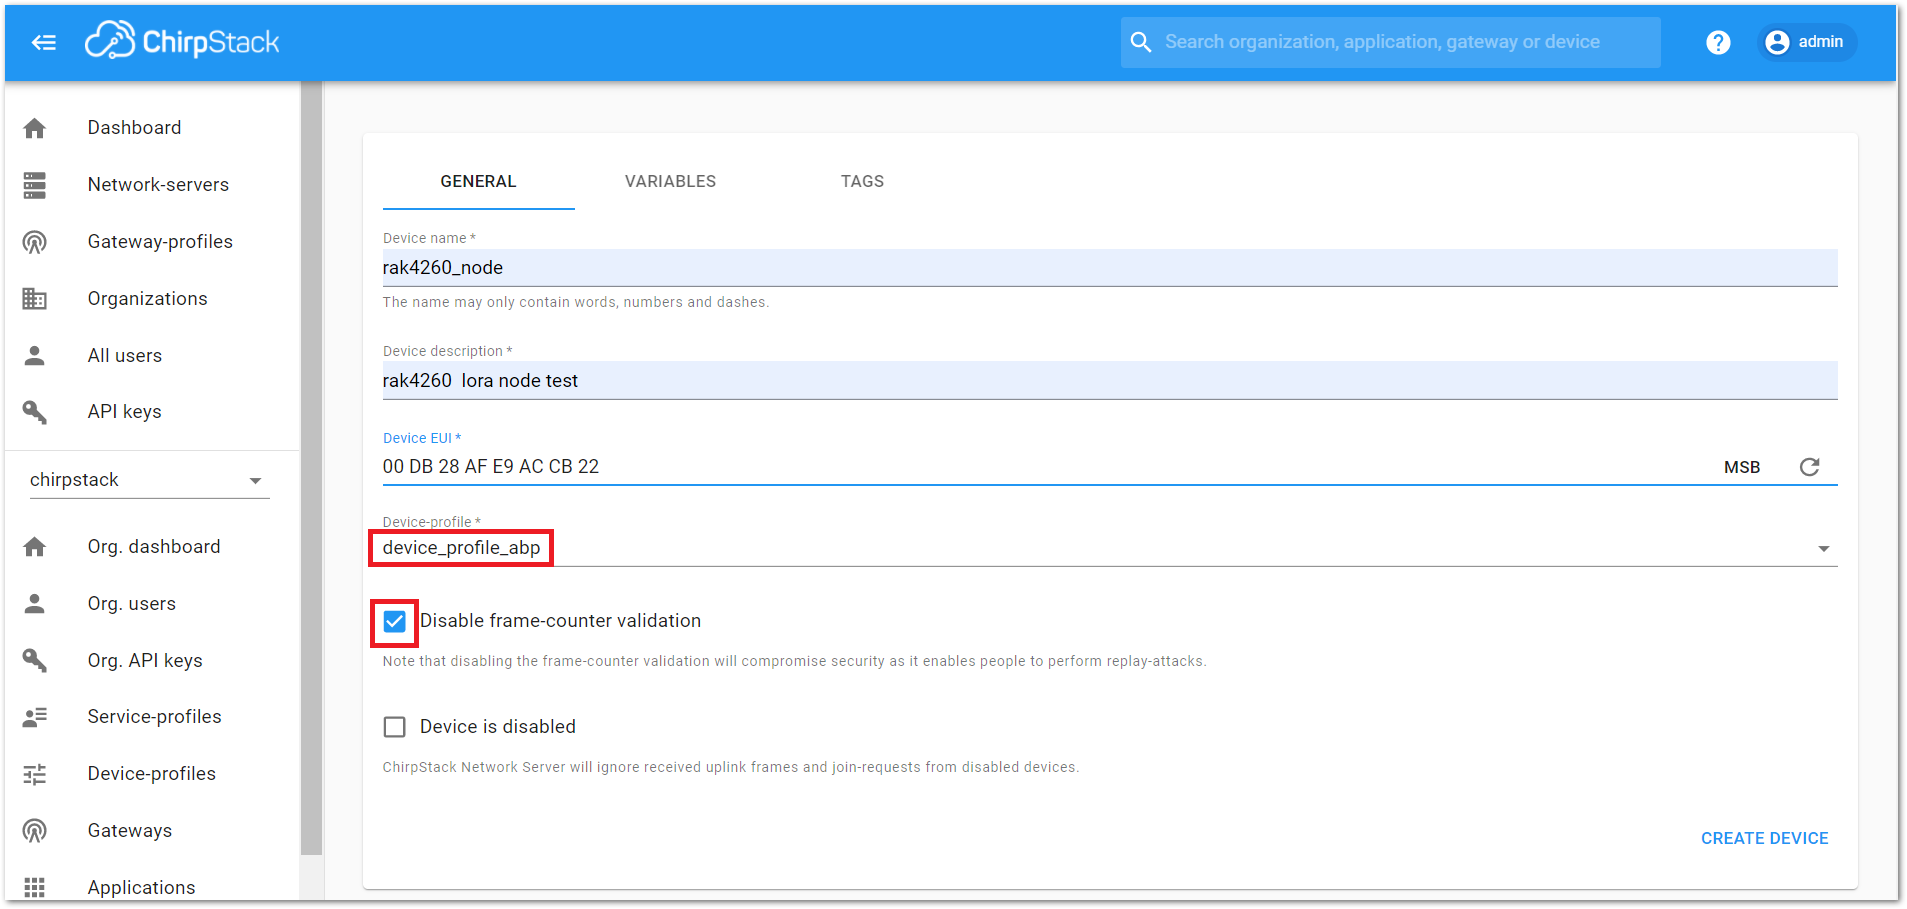 ChirpStack
Search organization, application, gateway or device
?
admin
Dashboard
Network-servers
Gateway-profiles
Organizations
All users
API keys
chirpstack
Org. dashboard
Org. users
Org. API keys
Service-profiles
Device-profiles
Gateways
Applications
GENERAL VARIABLES TAGS
Device name *
rak4260_node
The name may only contain words, numbers and dashes.
Device description *
rak4260  lora node test
Device EUI *
00 DB 28 AF E9 AC CB 22 MSB
Device-profile *
device_profile_abp
Disable frame-counter validation
Note that disabling the frame-counter validation will compromise security as it enables people to perform replay-attacks.
Device is disabled
ChirpStack Network Server will ignore received uplink frames and join-requests from disabled devices.
CREATE DEVICE